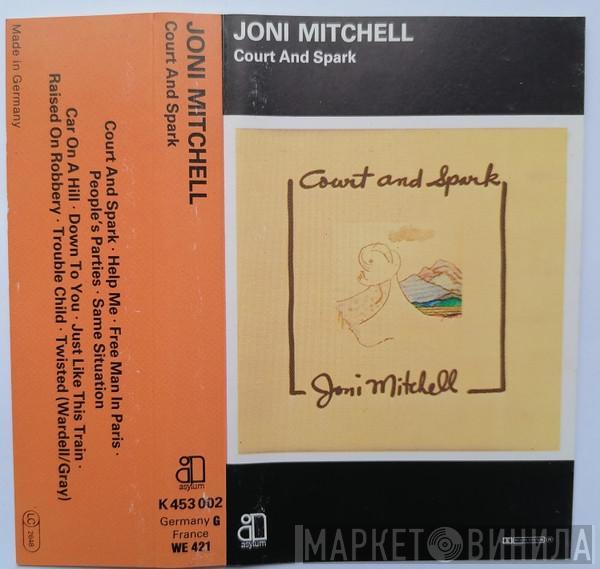 Made in Germany
Court And Spark · Help Me · Free Man In Paris ·
People's Parties · Same Situation
Car On A Hill · Down To You · Just Like This Train ·
Raised On Robbery · Trouble Child · Twisted (Wardell/Gray)
LC 2648
JONI MITCHELL
Court And Spark
asylum
K 453 002
Germany G
France
WE 421
JONI MITCHELL
Court And Spark
Court and Spark
Joni Mitchell
asylum
МАРКЕТ ВИНИЛА